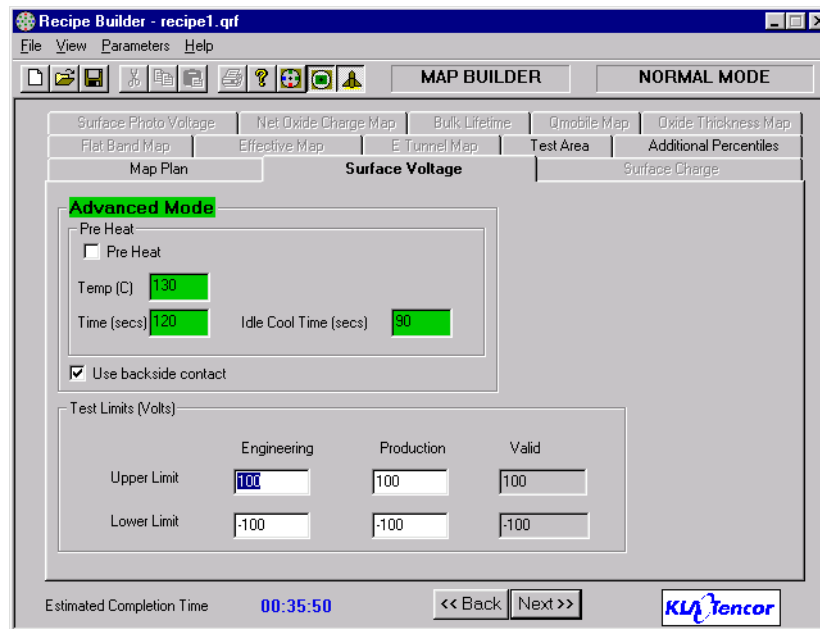 Recipe Builder - recipe1.qrf
File View Parameters Help
MAP BUILDER NORMAL MODE
Surface Photo Voltage Net Oxide Charge Map Bulk Lifetime Qmobile Map Oxide Thickness Map
Flat Band Map Effective Map E Tunnel Map Test Area Additional Percentiles
Map Plan Surface Voltage Surface Charge
Advanced Mode
Pre Heat
Pre Heat
Temp (C) 130
Time (secs) 120 Idle Cool Time (secs) 90
Use backside contact
Test Limits (Volts)
Engineering Production Valid
Upper Limit 100 100 100
Lower Limit -100 -100 -100
Estimated Completion Time 00:35:50 << Back Next >>
KLA Tencor